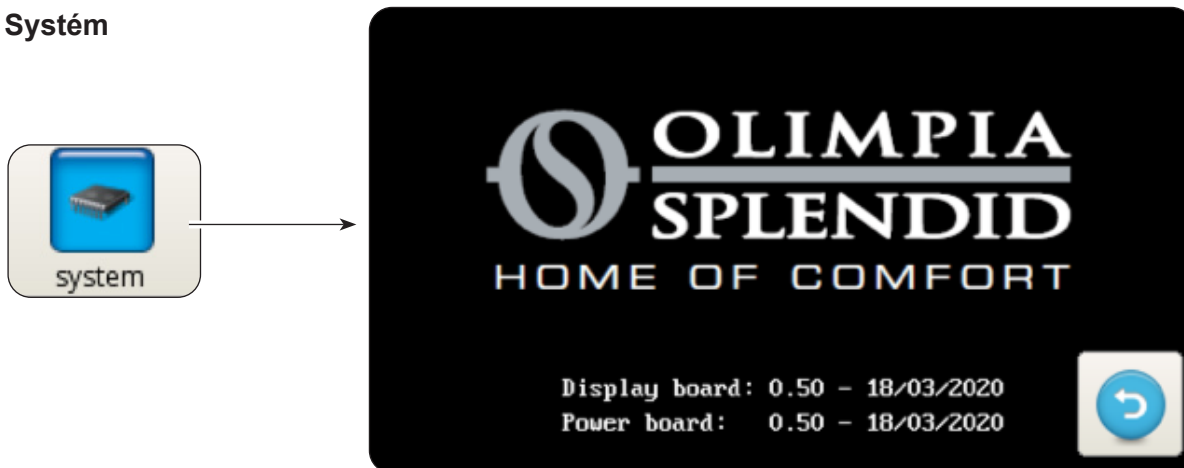 Systém
system
OLIMPIA
SPLENDID
HOME OF COMFORT
Display board: 0.50 - 18/03/2020
Power board: 0.50 - 18/03/2020